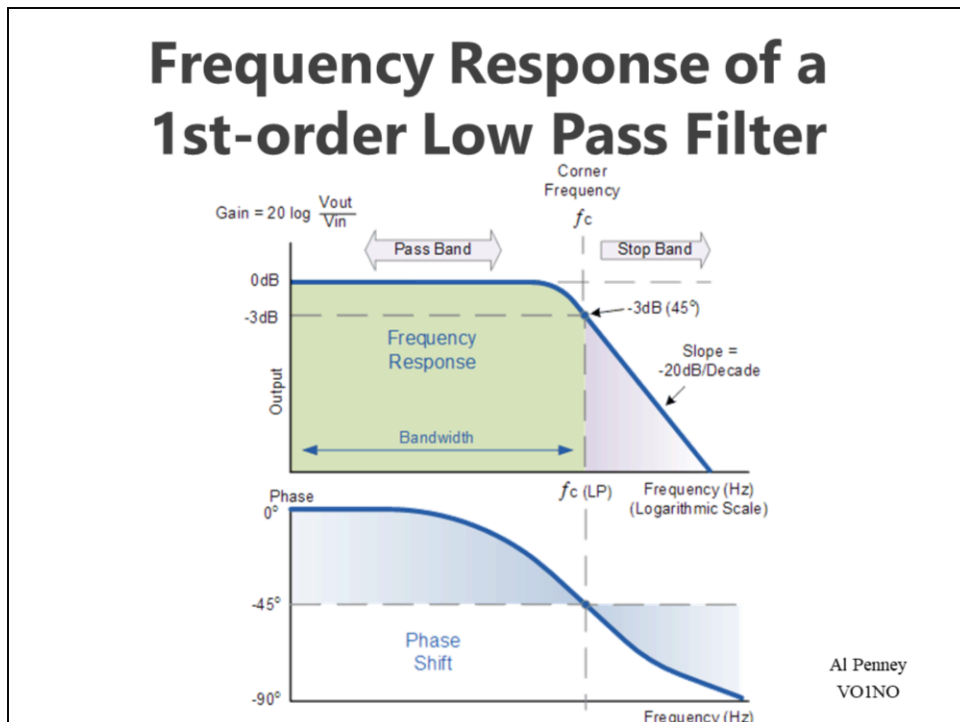 Frequency Response of a
1st-order Low Pass Filter
Corner
Frequency
fc
Gain = 20 log Vout
Vin
Pass Band
Stop Band
0dB
-3dB
-3dB (45°)
Frequency
Response
Slope =
-20dB/Decade
Output
Bandwidth
fc (LP)
Frequency (Hz)
(Logarithmic Scale)
Phase
0°
-45°
Phase
Shift
-90°
Frequency (Hz)
Al Penney
VO1NO